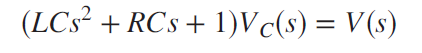 (LCs² + RCs + 1)V_C(s) = V(s)